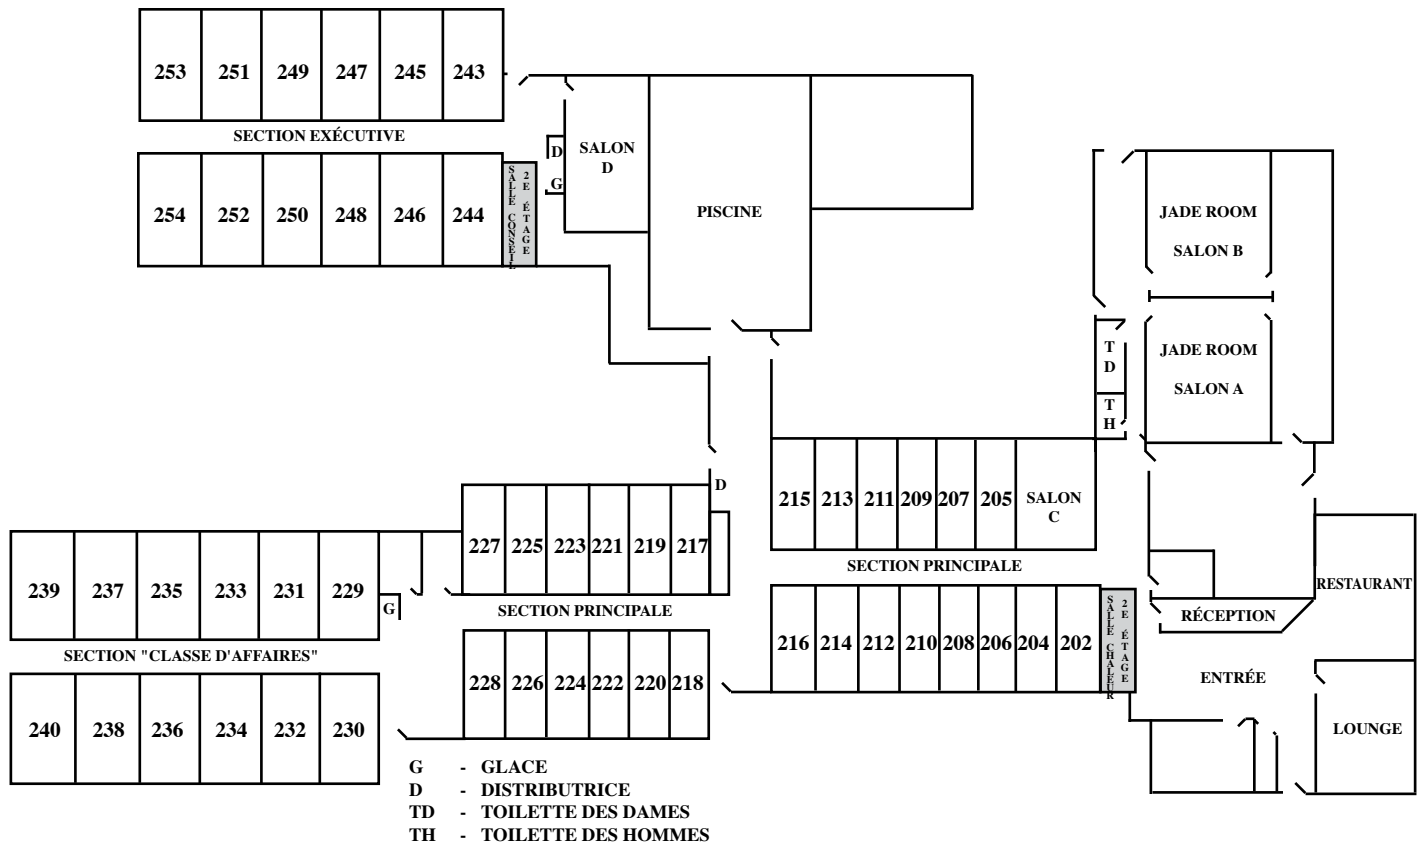 253 251 249 247 245 243
SECTION EXÉCUTIVE
254 252 250 248 246 244
SALLE CONSEIL
2E ÉTAGE
D
G
SALON
D
PISCINE
JADE ROOM
SALON B
JADE ROOM
SALON A
T
D
T
H
215 213 211 209 207 205
SALON
C
SECTION PRINCIPALE
216 214 212 210 208 206 204 202
SALLE CHALEUR
2E ÉTAGE
D
227 225 223 221 219 217
SECTION PRINCIPALE
228 226 224 222 220 218
239 237 235 233 231 229
G
SECTION "CLASSE D'AFFAIRES"
240 238 236 234 232 230
RESTAURANT
RÉCEPTION
ENTRÉE
LOUNGE
G - GLACE
D - DISTRIBUTRICE
TD - TOILETTE DES DAMES
TH - TOILETTE DES HOMMES